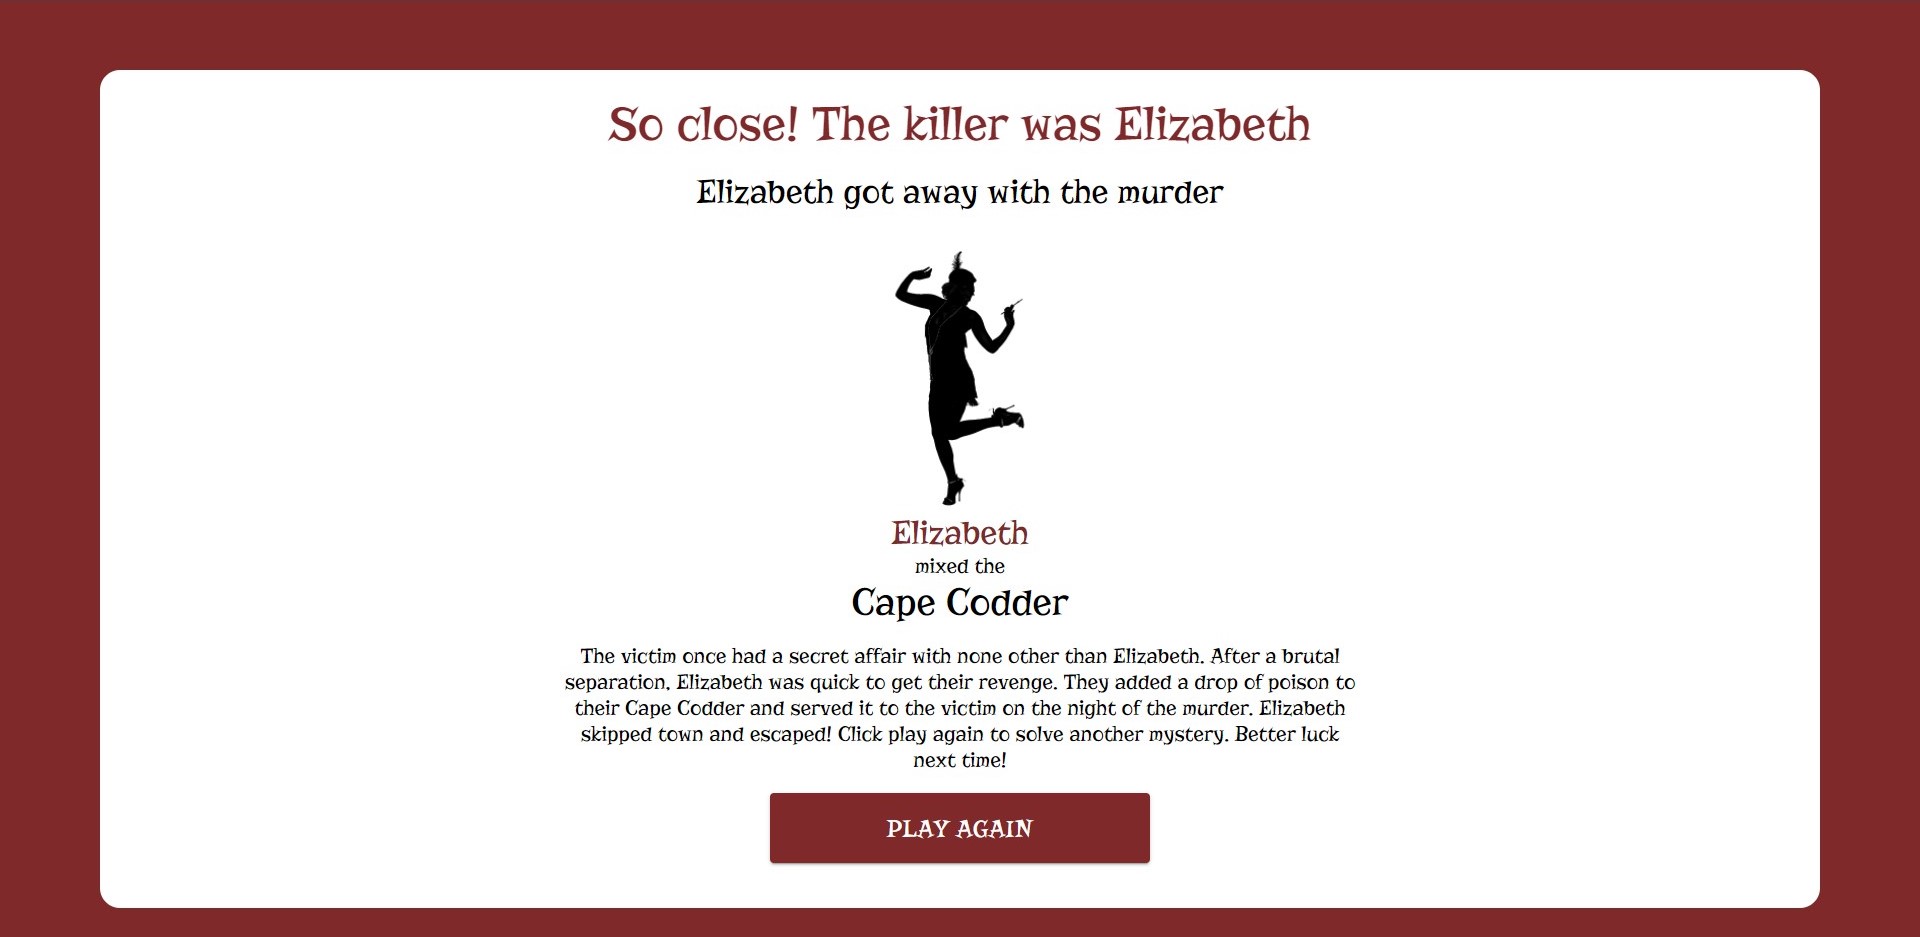 So close! The killer was Elizabeth
Elizabeth got away with the murder
Elizabeth
mixed the
Cape Codder
The victim once had a secret affair with none other than Elizabeth. After a brutal
separation, Elizabeth was quick to get their revenge. They added a drop of poison to
their Cape Codder and served it to the victim on the night of the murder. Elizabeth
skipped town and escaped! Click play again to solve another mystery. Better luck
next time!
PLAY AGAIN